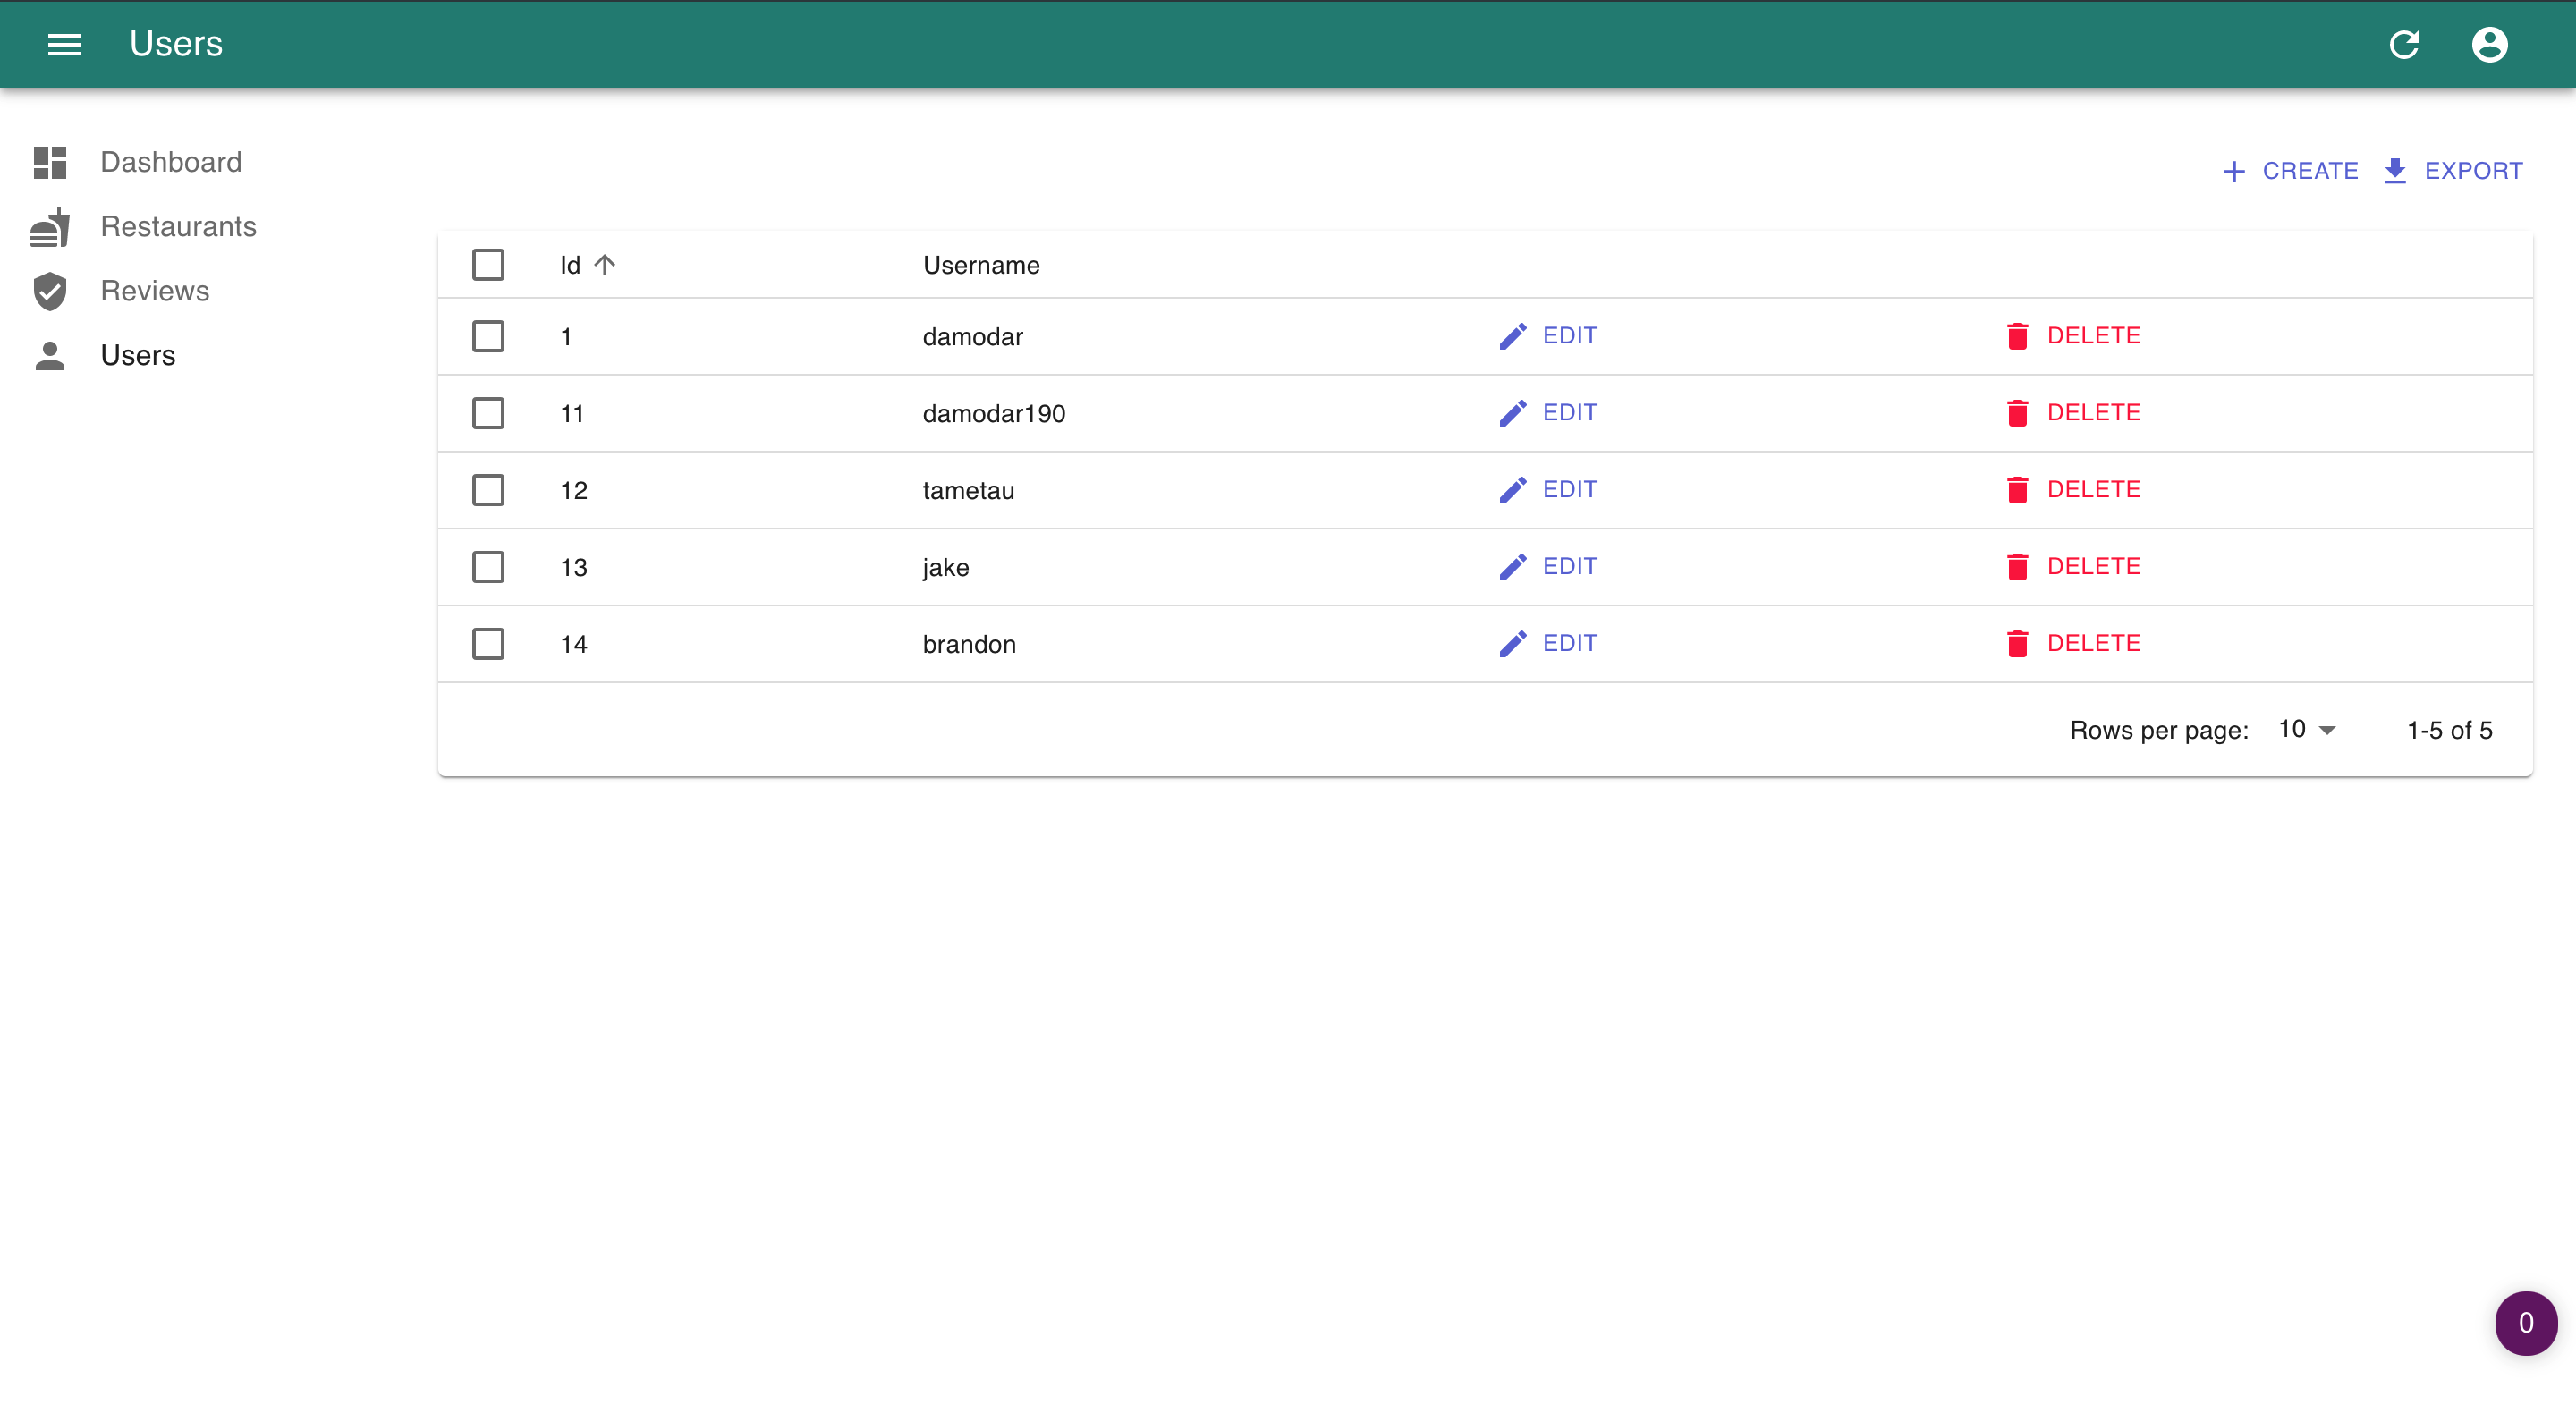 Users
Dashboard
Restaurants
Reviews
Users
CREATE EXPORT
Id Username
1 damodar EDIT DELETE
11 damodar190 EDIT DELETE
12 tametau EDIT DELETE
13 jake EDIT DELETE
14 brandon EDIT DELETE
Rows per page: 10 1-5 of 5
0